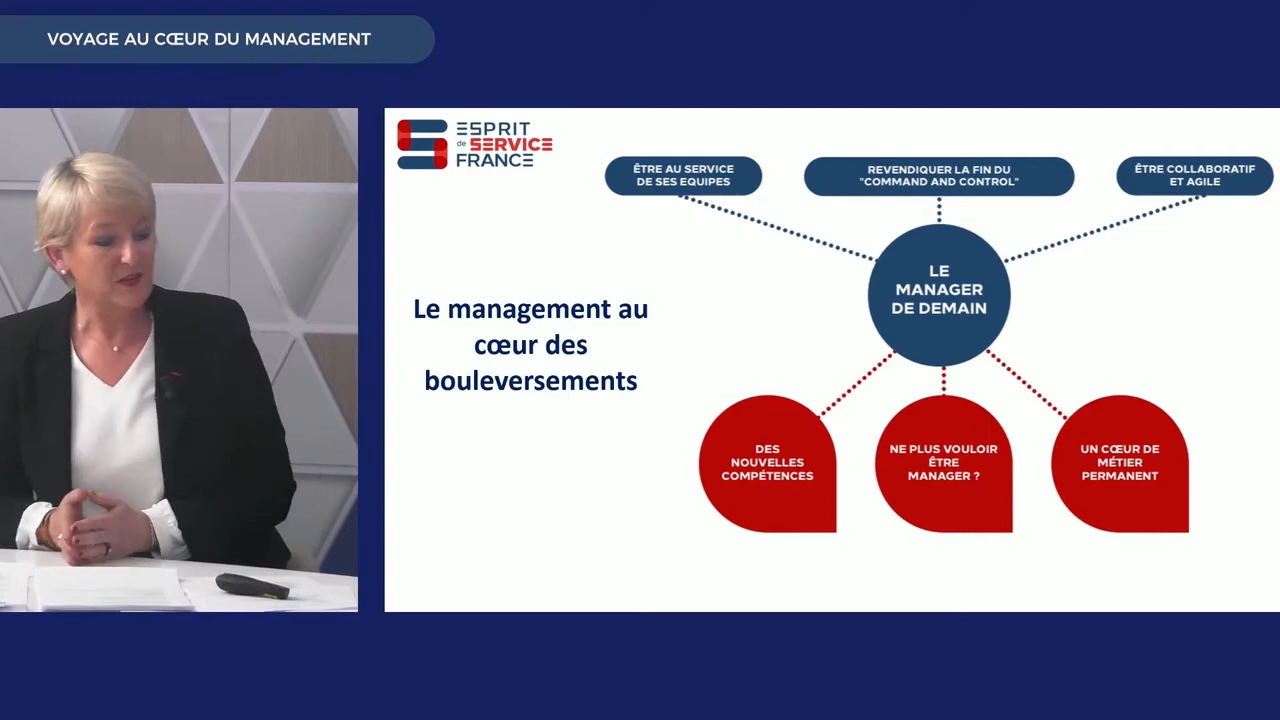 VOYAGE AU CŒUR DU MANAGEMENT
ESPRIT
de SERVICE
FRANCE
ÊTRE AU SERVICE
DE SES EQUIPES
REVENDIQUER LA FIN DU
"COMMAND AND CONTROL"
ÊTRE COLLABORATIF
ET AGILE
LE
MANAGER
DE DEMAIN
Le management au
cœur des
bouleversements
DES
NOUVELLES
COMPÉTENCES
NE PLUS VOULOIR
ÊTRE
MANAGER ?
UN CŒUR DE
MÉTIER
PERMANENT